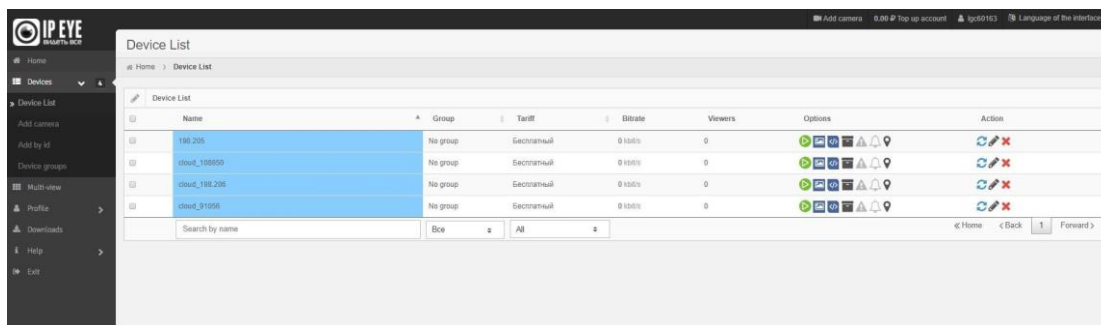 IP EYE
ВИДЕТЬ ВСЕ
Add camera 0.00 ₽ Top up account lgc60163 Language of the interface
Device List
Home > Device List
Home
Devices
Device List
Add camera
Add by id
Device groups
Multi-view
Profile
Downloads
Help
Exit
Device List
Name Group Tariff Bitrate Viewers Options Action
198.295 No group Бесплатный 0 kbit/s 0
cloud_108850 No group Бесплатный 0 kbit/s 0
cloud_198.295 No group Бесплатный 0 kbit/s 0
cloud_91056 No group Бесплатный 0 kbit/s 0
Search by name Все All
« Home < Back 1 Forward >